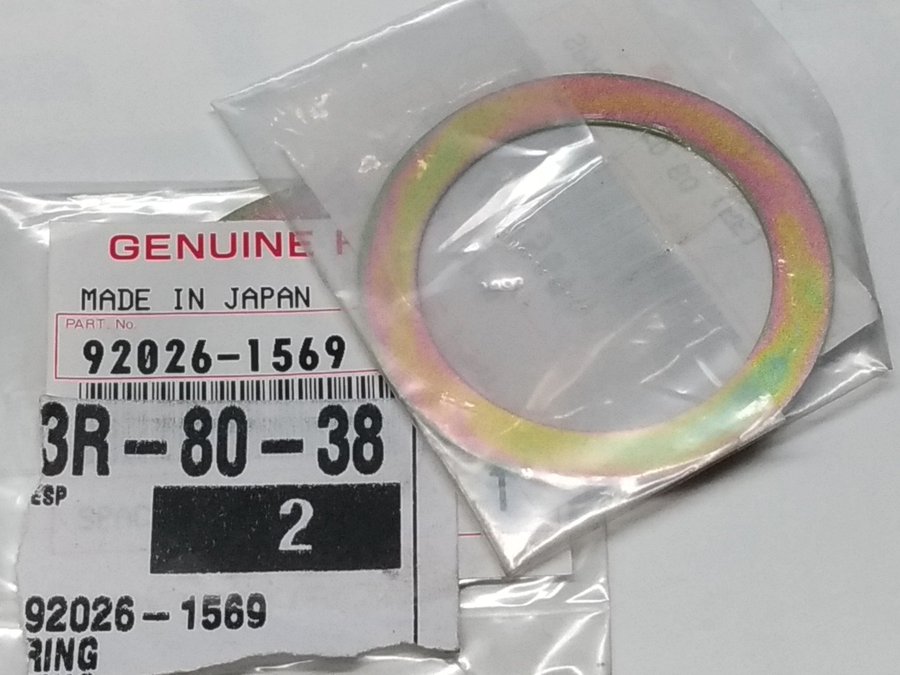 GENUINE
MADE IN JAPAN
PART. No.
92026-1569
3R-80-38
ESP
2
92026-1569
RING